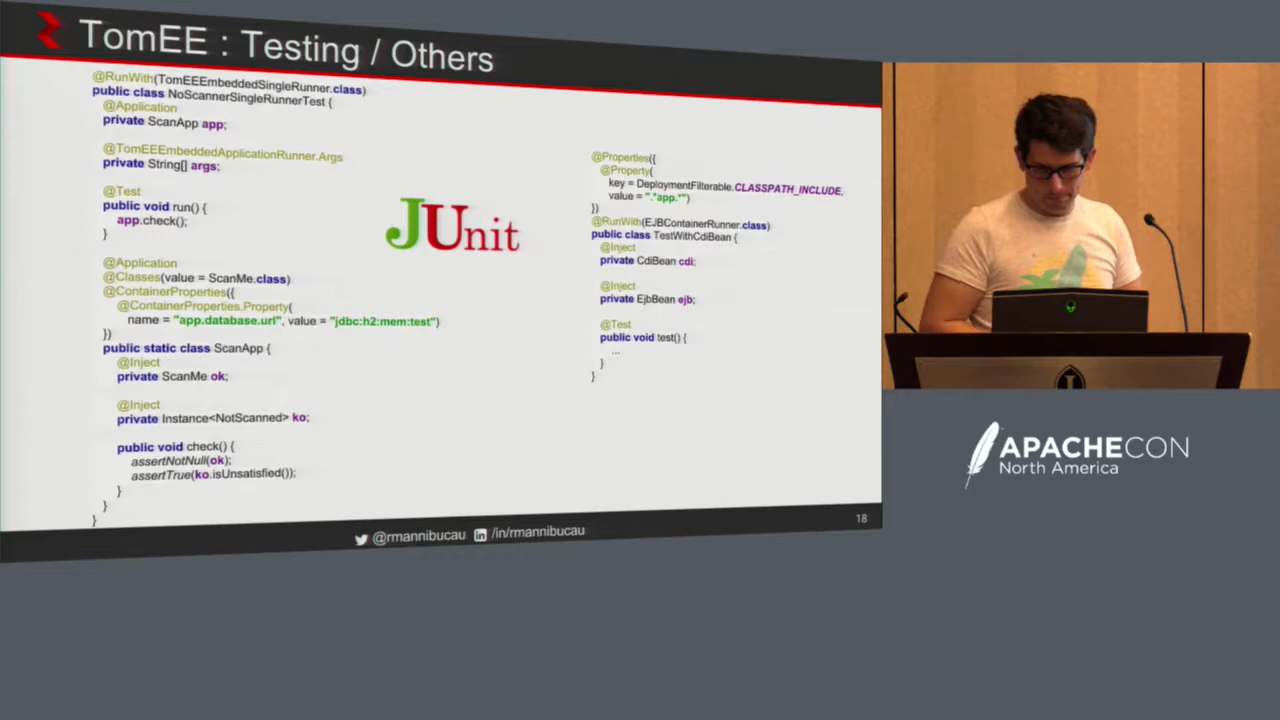 TomEE : Testing / Others
@RunWith(TomEEEmbeddedSingleRunner.class)
public class NoScannerSingleRunnerTest {
@Application
private ScanApp app;
@TomEEEmbeddedApplicationRunner.Args
private String[] args;
@Test
public void run() {
app.check();
}
@Application
@Classes(value = ScanMe.class)
@ContainerProperties({
@ContainerProperties.Property(
name = "app.database.url", value = "jdbc:h2:mem:test")
})
public static class ScanApp {
@Inject
private ScanMe ok;
@Inject
private Instance<NotScanned> ko;
public void check() {
assertNotNull(ok);
assertTrue(ko.isUnsatisfied());
}
}
}
JUnit
@Properties({
@Property(
key = DeploymentFilterable.CLASSPATH_INCLUDE,
value = ".*app.*")
})
@RunWith(EJBContainerRunner.class)
public class TestWithCdiBean {
@Inject
private CdiBean cdi;
@Inject
private EjbBean ejb;
@Test
public void test() {
...
}
}
@rmannibucau /in/rmannibucau
18
APACHECON
North America